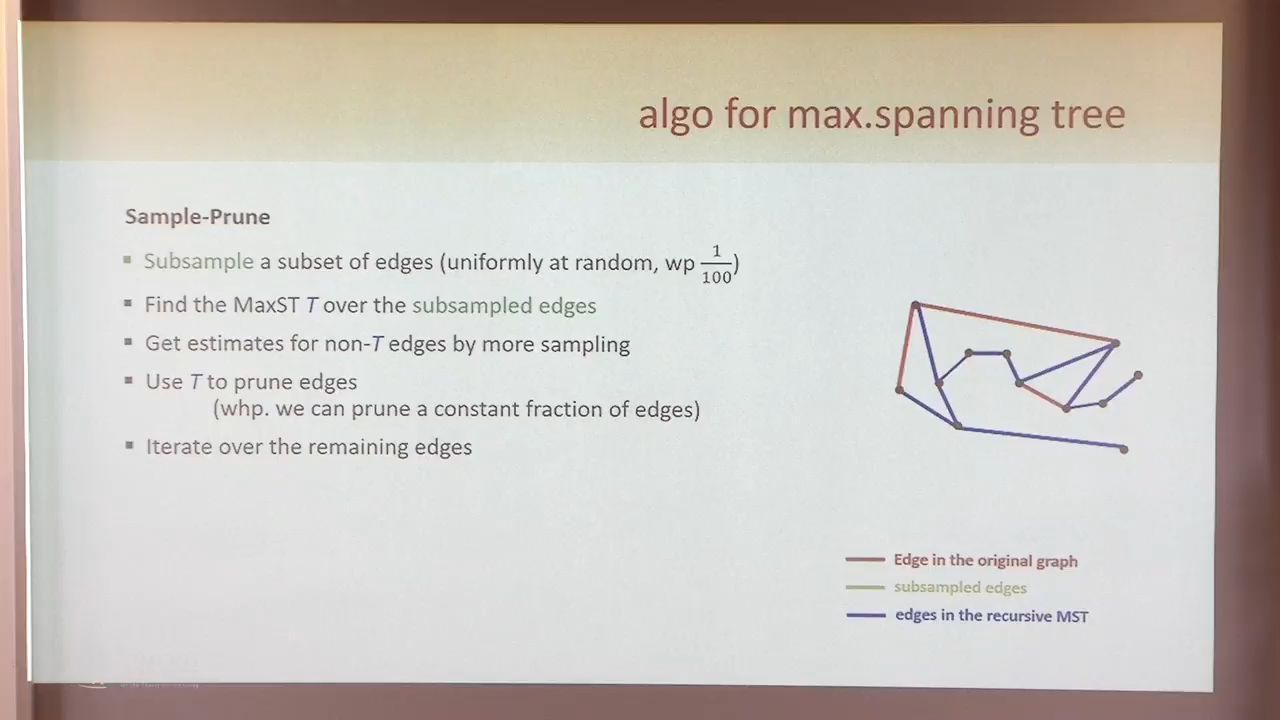 algo for max.spanning tree
Sample-Prune
▪ Subsample a subset of edges (uniformly at random, wp 1/100)
▪ Find the MaxST T over the subsampled edges
▪ Get estimates for non-T edges by more sampling
▪ Use T to prune edges
(whp. we can prune a constant fraction of edges)
▪ Iterate over the remaining edges
Edge in the original graph
subsampled edges
edges in the recursive MST